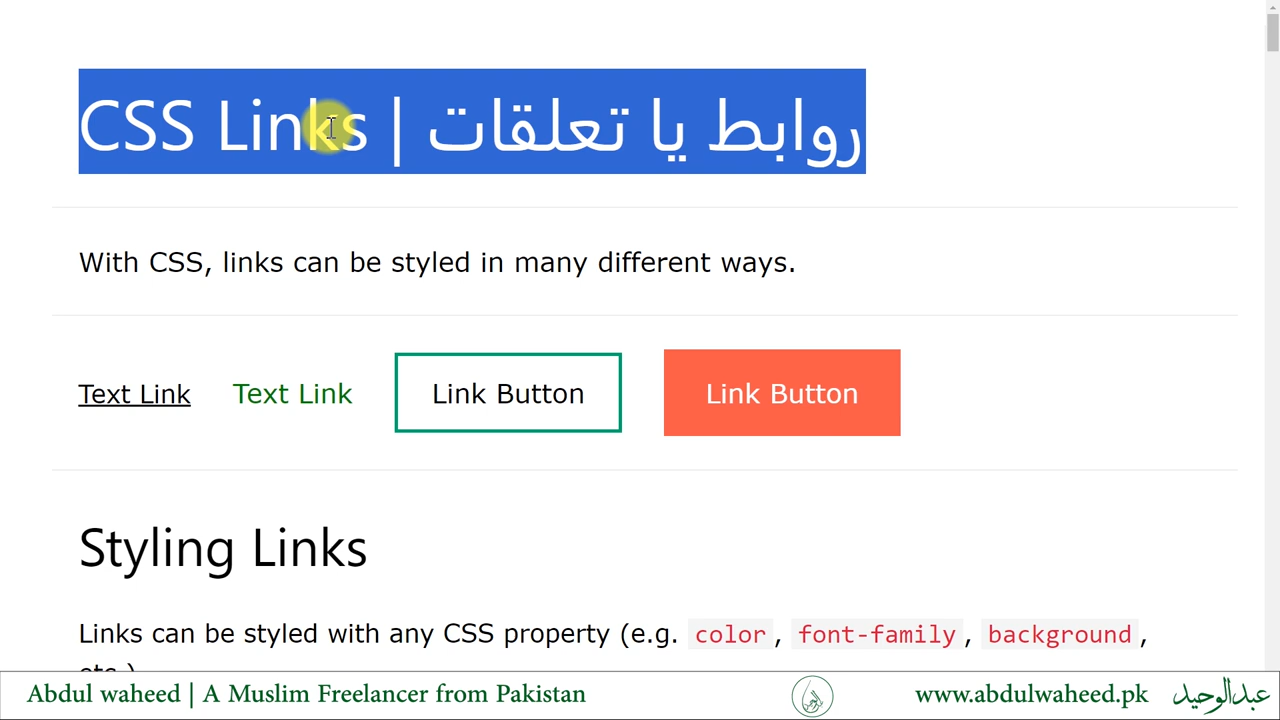 CSS Links | روابط یا تعلقات
With CSS, links can be styled in many different ways.
Text Link Text Link Link Button Link Button
Styling Links
Links can be styled with any CSS property (e.g. color, font-family, background,
etc.)
Abdul waheed | A Muslim Freelancer from Pakistan www.abdulwaheed.pk عبدالوحید